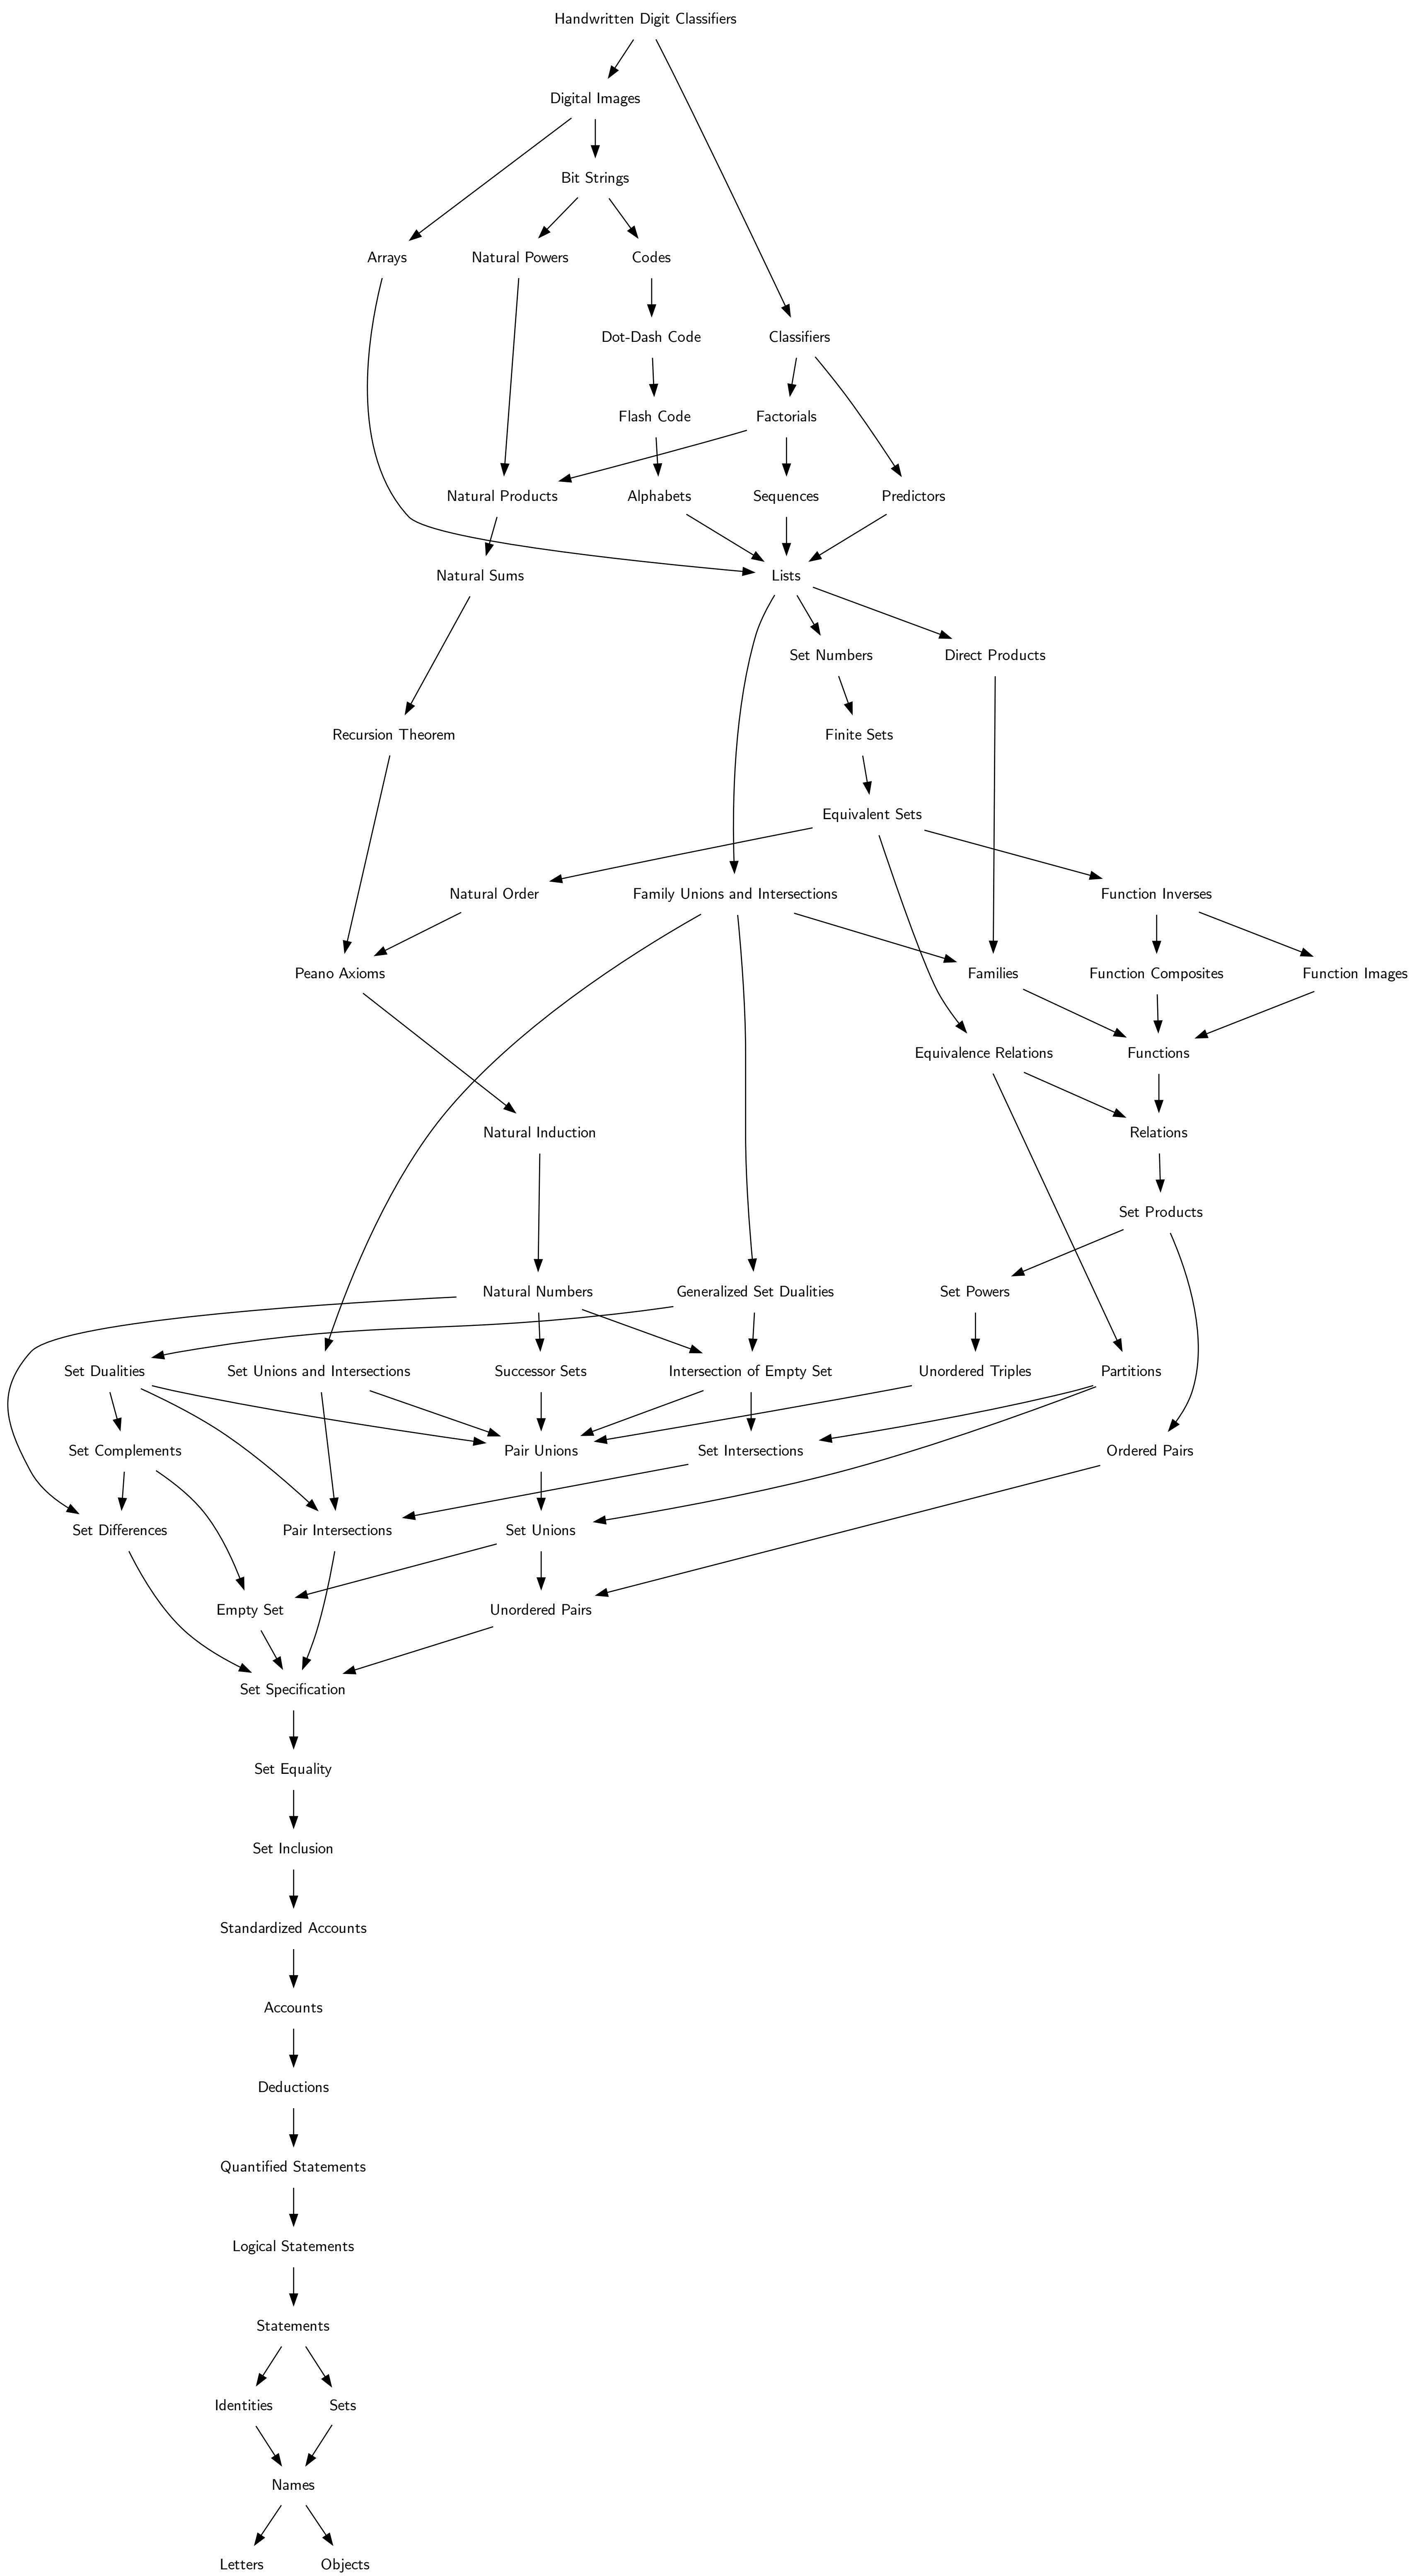 Handwritten Digit Classifiers
Digital Images
Bit Strings
Arrays
Natural Powers
Codes
Dot-Dash Code
Classifiers
Flash Code
Factorials
Natural Products
Alphabets
Sequences
Predictors
Natural Sums
Lists
Set Numbers
Direct Products
Recursion Theorem
Finite Sets
Equivalent Sets
Natural Order
Family Unions and Intersections
Function Inverses
Peano Axioms
Families
Function Composites
Function Images
Equivalence Relations
Functions
Natural Induction
Relations
Set Products
Natural Numbers
Generalized Set Dualities
Set Powers
Set Dualities
Set Unions and Intersections
Successor Sets
Intersection of Empty Set
Unordered Triples
Partitions
Set Complements
Pair Unions
Set Intersections
Ordered Pairs
Set Differences
Pair Intersections
Set Unions
Empty Set
Unordered Pairs
Set Specification
Set Equality
Set Inclusion
Standardized Accounts
Accounts
Deductions
Quantified Statements
Logical Statements
Statements
Identities
Sets
Names
Letters
Objects